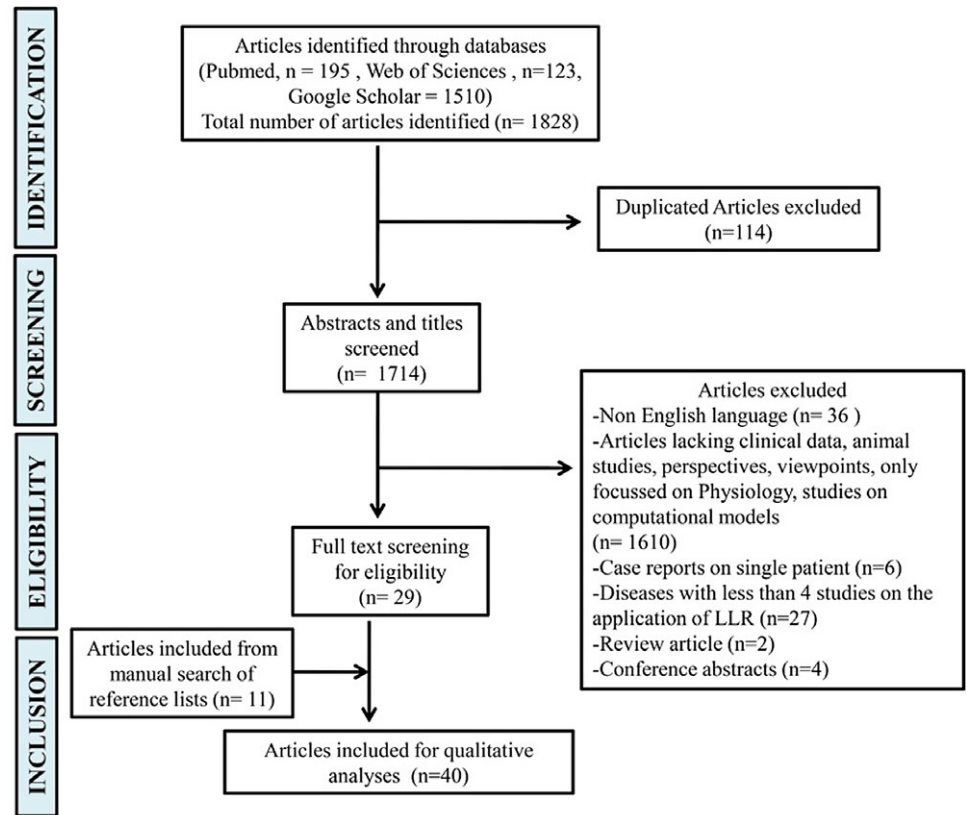 IDENTIFICATION
Articles identified through databases
(Pubmed, n = 195 , Web of Sciences , n=123,
Google Scholar = 1510)
Total number of articles identified (n= 1828)
Duplicated Articles excluded
(n=114)
SCREENING
Abstracts and titles
screened
(n= 1714)
Articles excluded
-Non English language (n= 36 )
-Articles lacking clinical data, animal
studies, perspectives, viewpoints, only
focussed on Physiology, studies on
computational models
(n= 1610)
-Case reports on single patient (n=6)
-Diseases with less than 4 studies on the
application of LLR (n=27)
-Review article (n=2)
-Conference abstracts (n=4)
ELIGIBILITY
Full text screening
for eligibility
(n= 29)
INCLUSION
Articles included from
manual search of
reference lists (n= 11)
Articles included for qualitative
analyses (n=40)